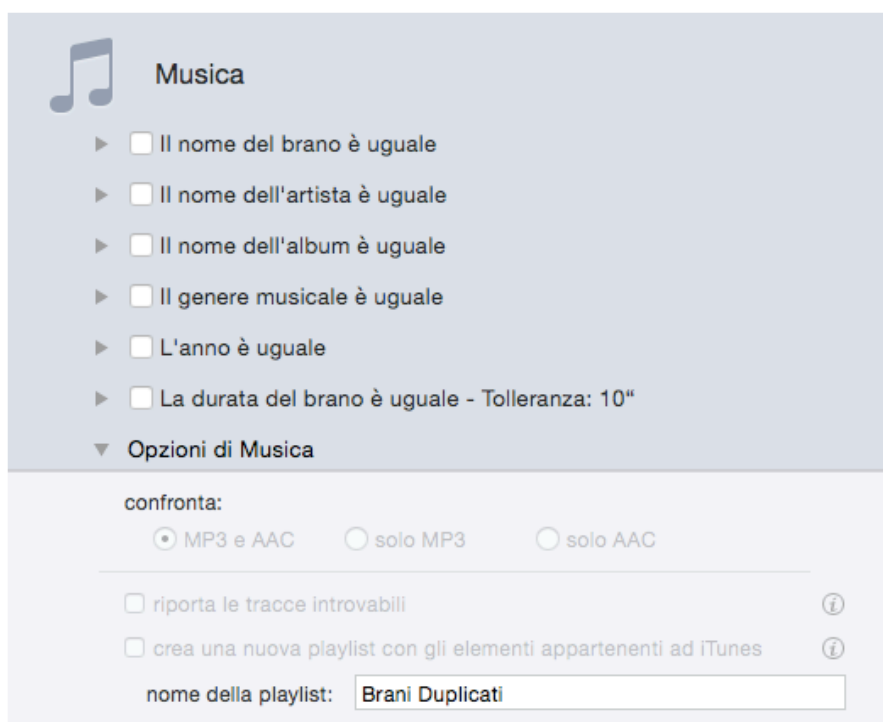 Musica
Il nome del brano è uguale
Il nome dell'artista è uguale
Il nome dell'album è uguale
Il genere musicale è uguale
L'anno è uguale
La durata del brano è uguale - Tolleranza: 10“
Opzioni di Musica
confronta:
MP3 e AAC solo MP3 solo AAC
riporta le tracce introvabili
crea una nuova playlist con gli elementi appartenenti ad iTunes
nome della playlist: Brani Duplicati